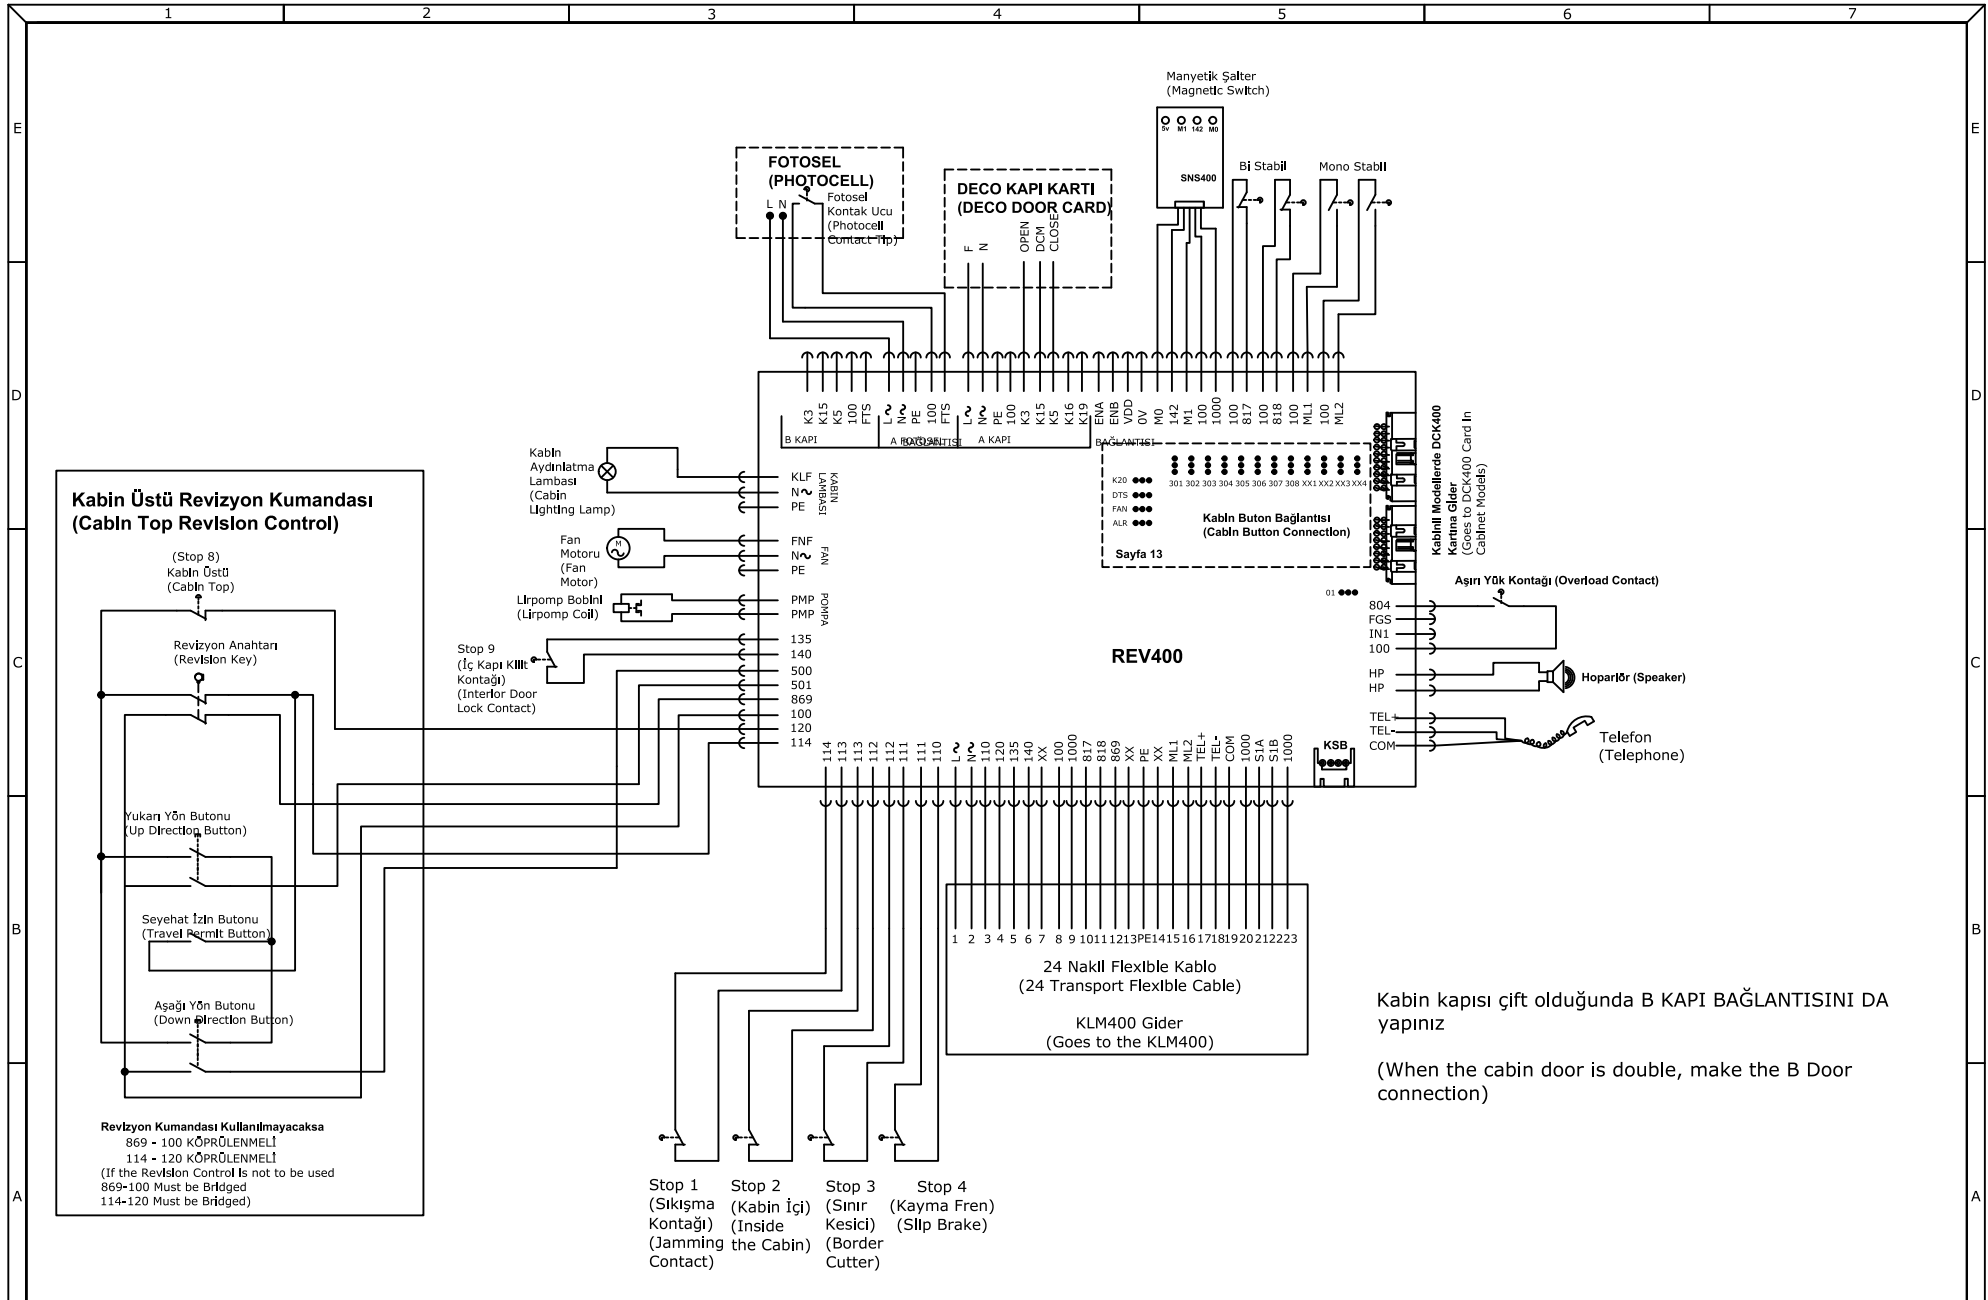 1 2 3 4 5 6 7
E E
D D
C C
B B
A A
Manyetik Şalter
(Magnetic Switch)
5v M1 142 M0
SNS400
Bi Stabil
Mono Stabil
FOTOSEL
(PHOTOCELL)
L N
Fotosel
Kontak Ucu
(Photocell
Contact Tip)
DECO KAPI KARTI
(DECO DOOR CARD)
F N OPEN DCM CLOSE
K3 K15 K5 100 FTS L N PE 100 FTS L N PE 100 K3 K15 K5 K16 K19 ENA ENB VDD 0V M0 142 M1 100 1000 100 817 100 818 100 ML1 100 ML2
B KAPI
A FOTOSEL
BAĞLANTISI
A KAPI
BAĞLANTISI
K20
DTS
FAN
ALR
301 302 303 304 305 306 307 308 XX1 XX2 XX3 XX4
Kabin Buton Bağlantısı
(Cabin Button Connection)
Sayfa 13
Kabinli Modellerde DCK400
Kartına Gider
(Goes to DCK400 Card In
Cabinet Models)
Kabin
Aydınlatma
Lambası
(Cabin
Lighting Lamp)
KLF
N
PE
KABIN
LAMBASI
Fan
Motoru
(Fan
Motor)
M
FNF
N
PE
FAN
Lirpomp Bobini
(Lirpomp Coil)
PMP
PMP
POMPA
Stop 9
(İç Kapı Kilit
Kontağı)
(Interior Door
Lock Contact)
135
140
500
501
869
100
120
114
REV400
01
Aşırı Yük Kontağı (Overload Contact)
804
FGS
IN1
100
HP
HP
Hoparlör (Speaker)
TEL+
TEL-
COM
Telefon
(Telephone)
KSB
114 113 113 112 112 111 111 110 L N 110 120 135 140 XX 100 1000 817 818 869 XX PE XX ML1 ML2 TEL+ TEL- COM 1000 S1A S1B 1000
Kabin Üstü Revizyon Kumandası
(Cabin Top Revision Control)
(Stop 8)
Kabin Üstü
(Cabin Top)
Revizyon Anahtarı
(Revision Key)
Yukarı Yön Butonu
(Up Direction Button)
Seyehat İzin Butonu
(Travel Permit Button)
Aşağı Yön Butonu
(Down Direction Button)
Revizyon Kumandası Kullanılmayacaksa
869 - 100 KÖPRÜLENMELİ
114 - 120 KÖPRÜLENMELİ
(If the Revision Control is not to be used
869-100 Must be Bridged
114-120 Must be Bridged)
1 2 3 4 5 6 7 8 9 10 11 12 13 PE 14 15 16 17 18 19 20 21 22 23
24 Nakil Flexible Kablo
(24 Transport Flexible Cable)
KLM400 Gider
(Goes to the KLM400)
Stop 1
(Sıkışma
Kontağı)
(Jamming
Contact)
Stop 2
(Kabin İçi)
(Inside
the Cabin)
Stop 3
(Sınır
Kesici)
(Border
Cutter)
Stop 4
(Kayma Fren)
(Slip Brake)
Kabin kapısı çift olduğunda B KAPI BAĞLANTISINI DA
yapınız
(When the cabin door is double, make the B Door
connection)